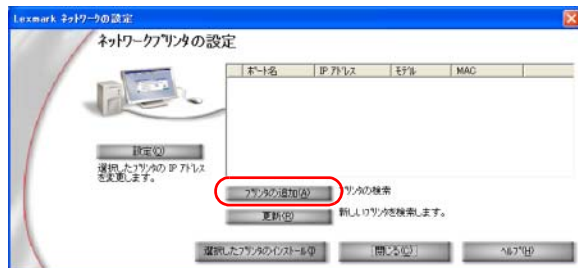 Lexmark ネットワークの設定
ネットワークプリンタの設定
ポート名 IP アドレス モデル MAC
設定(O)
選択したプリンタの IP アドレス
を変更します。
プリンタの追加(A) プリンタの検索
更新(R) 新しいプリンタを検索します。
選択したプリンタのインストール(I) 閉じる(C) ヘルプ(H)